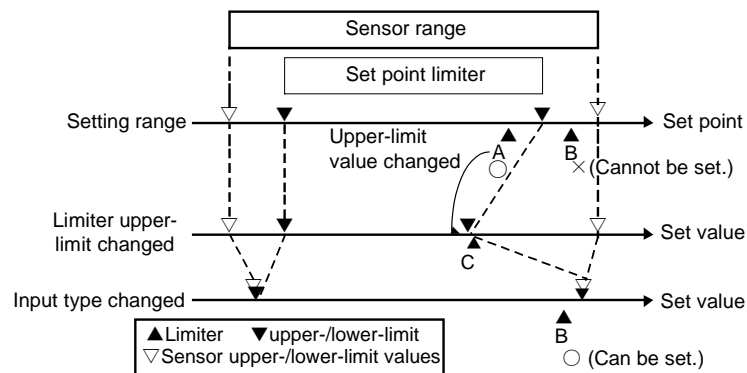 Sensor range
Set point limiter
Setting range
Set point
Upper-limit
value changed
A
B
× (Cannot be set.)
Limiter upper-
limit changed
Set value
C
Input type changed
Set value
▲ Limiter ▼ upper-/lower-limit
▽ Sensor upper-/lower-limit values
B
○ (Can be set.)